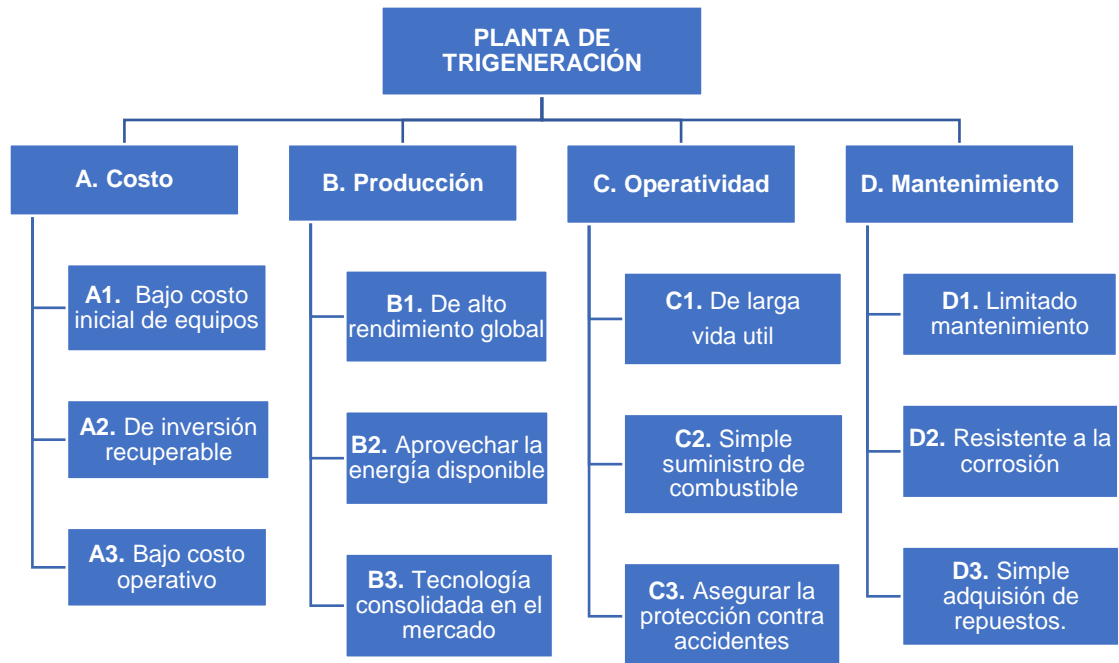 PLANTA DE
TRIGENERACIÓN
A. Costo
B. Producción
C. Operatividad
D. Mantenimiento
A1. Bajo costo
inicial de equipos
A2. De inversión
recuperable
A3. Bajo costo
operativo
B1. De alto
rendimiento global
B2. Aprovechar la
energía disponible
B3. Tecnología
consolidada en el
mercado
C1. De larga
vida util
C2. Simple
suministro de
combustible
C3. Asegurar la
protección contra
accidentes
D1. Limitado
mantenimiento
D2. Resistente a la
corrosión
D3. Simple
adquisión de
repuestos.